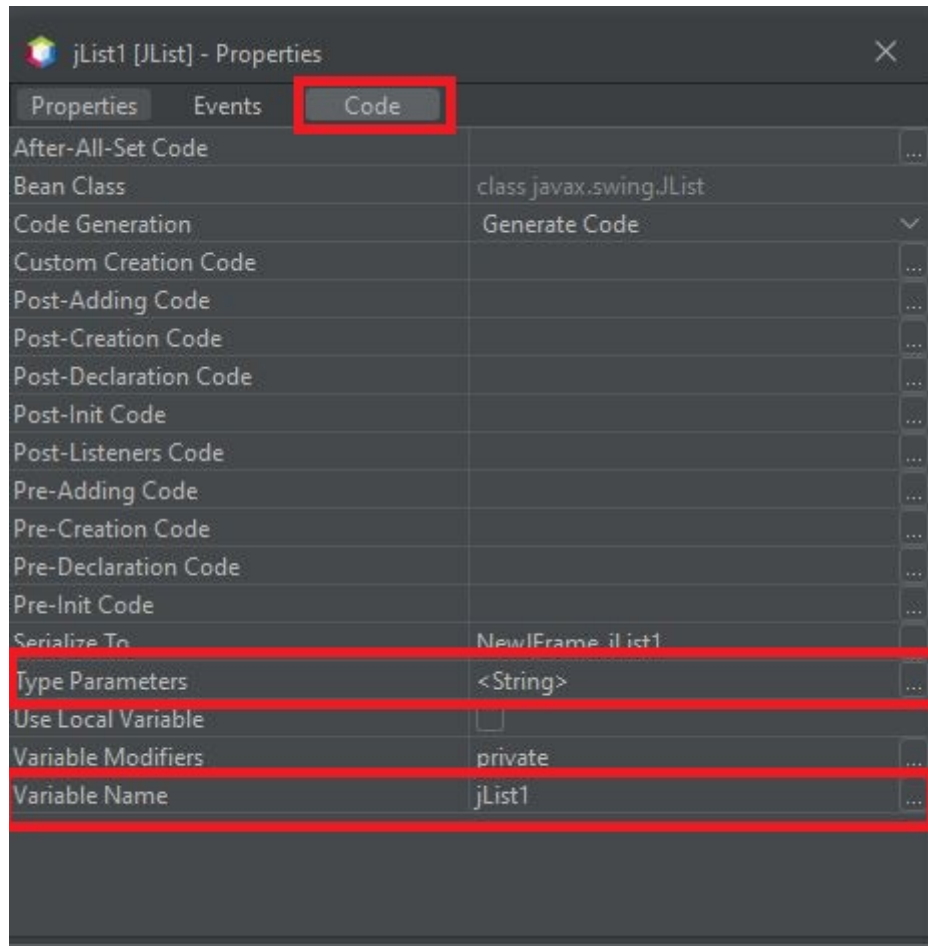 jList1 [JList] - Properties
Properties Events Code
After-All-Set Code ...
Bean Class class javax.swing.JList
Code Generation Generate Code
Custom Creation Code ...
Post-Adding Code ...
Post-Creation Code ...
Post-Declaration Code ...
Post-Init Code ...
Post-Listeners Code ...
Pre-Adding Code ...
Pre-Creation Code ...
Pre-Declaration Code ...
Pre-Init Code ...
Serialize To NewJFrame_jList1
Type Parameters <String> ...
Use Local Variable
Variable Modifiers private ...
Variable Name jList1 ...